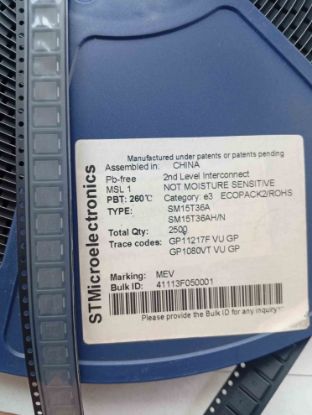 STMicroelectronics
Manufactured under patents or patents pending
Assembled in: CHINA
Pb-free 2nd Level Interconnect
MSL 1 NOT MOISTURE SENSITIVE
PBT: 260°C Category: e3 ECOPACK2/ROHS
TYPE: SM15T36A
SM15T36AH/N
Total Qty: 2500
Trace codes: GP11217F VU GP
GP1080VT VU GP
Marking: MEV
Bulk ID: 41113F050001
Please provide the Bulk ID for any inquiry